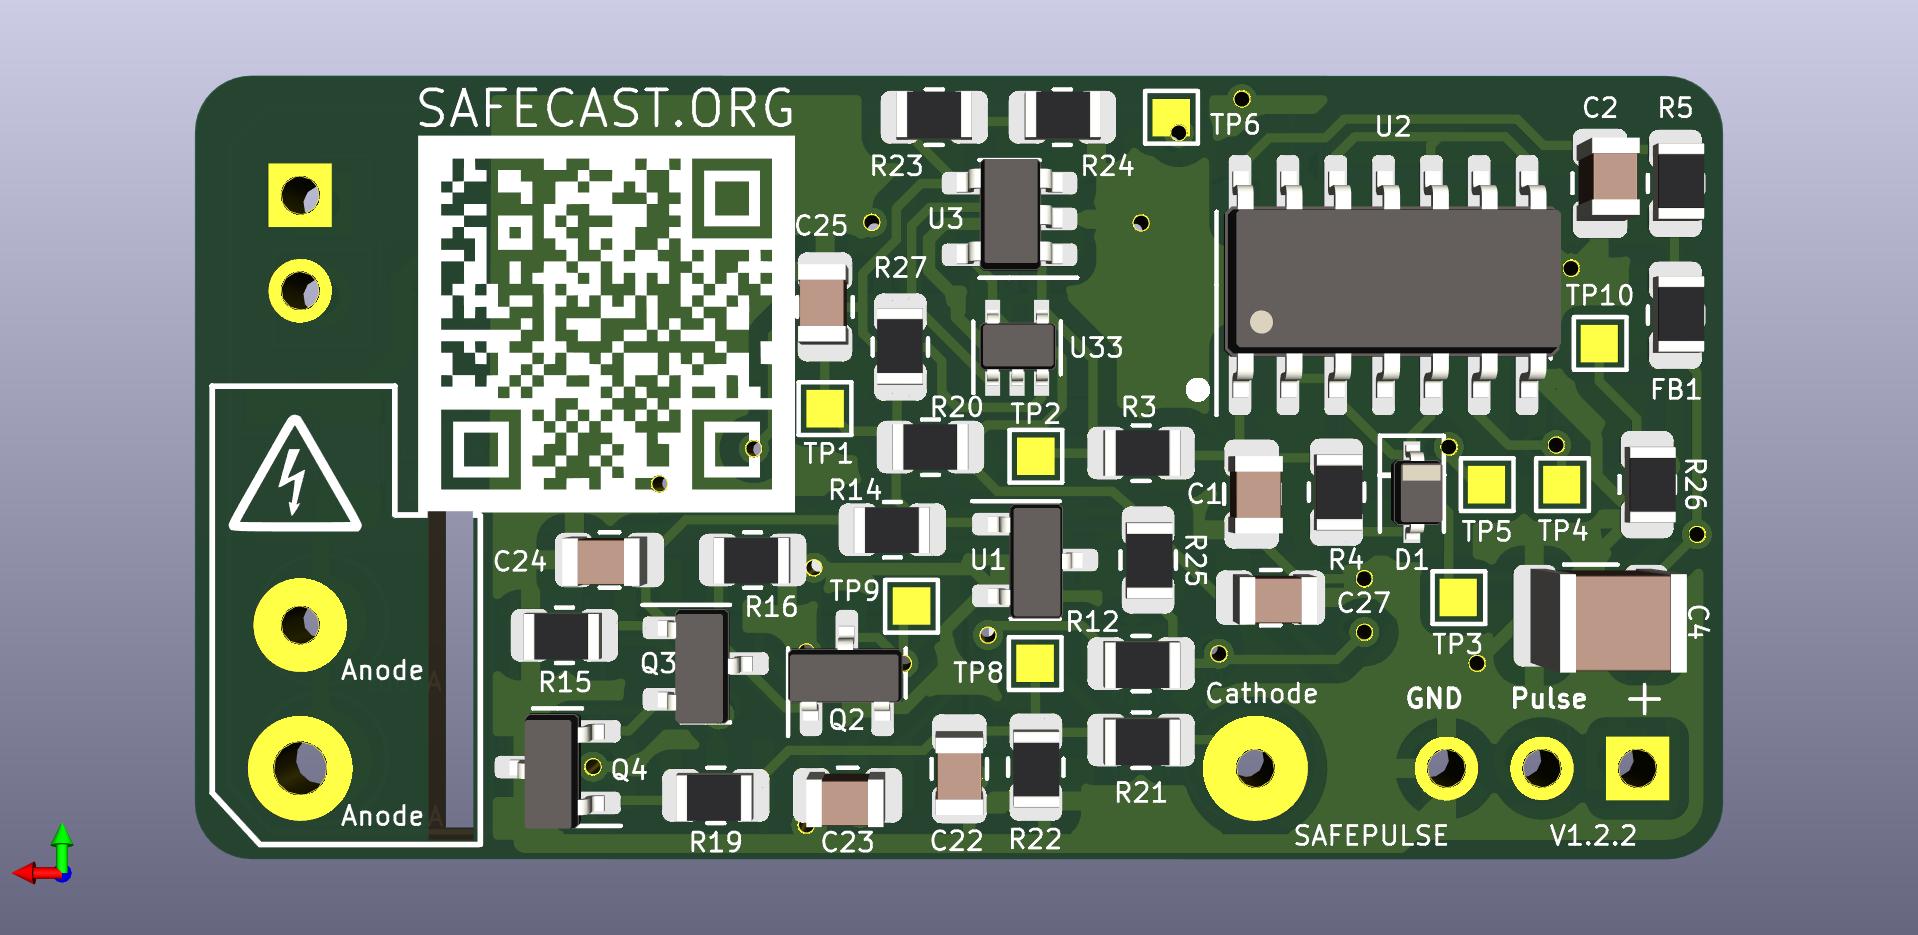 SAFECAST.ORG
R23
R24
TP6
U2
C2
R5
U3
C25
R27
TP10
U33
FB1
R20
TP2
R3
TP1
R14
C1
R26
TP5
TP4
R4
D1
C24
U1
R25
R16
TP9
C27
R12
C4
TP3
Q3
TP8
Anode
A
R15
Cathode
GND
Pulse
+
Q2
Q4
R21
Anode
A
R19
C23
C22
R22
SAFEPULSE
V1.2.2